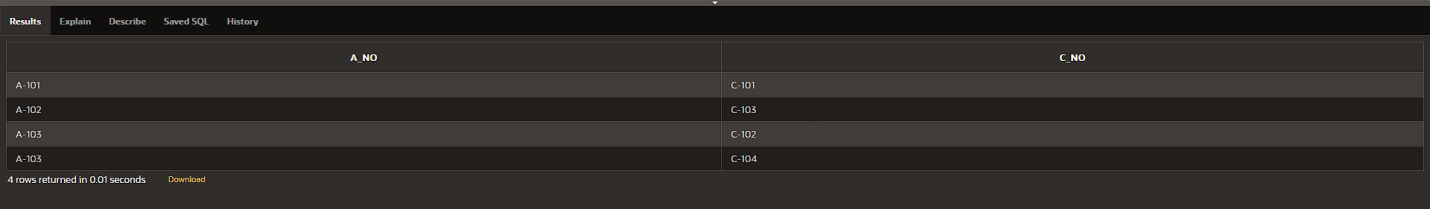 Results Explain Describe Saved SQL History
A_NO C_NO
A-101 C-101
A-102 C-103
A-103 C-102
A-103 C-104
4 rows returned in 0.01 seconds Download